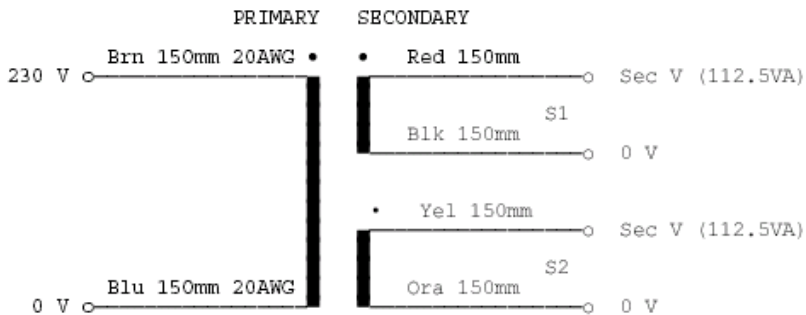 PRIMARY SECONDARY
Brn 150mm 20AWG Red 150mm
230 V Sec V (112.5VA)
S1
Blk 150mm
0 V
Yel 150mm
Sec V (112.5VA)
S2
Blu 150mm 20AWG Ora 150mm
0 V 0 V